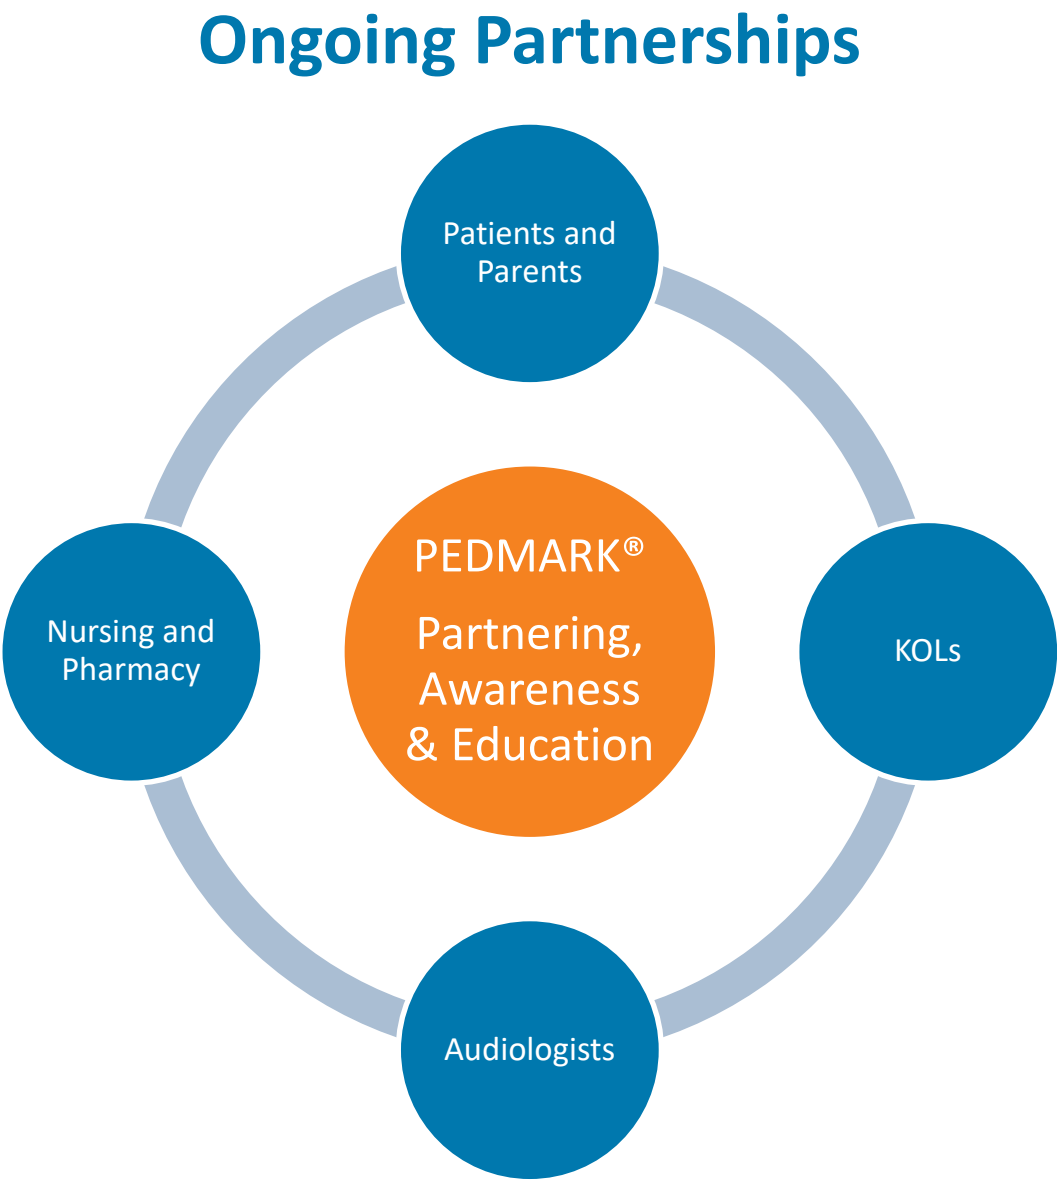 Ongoing Partnerships
Patients and
Parents
PEDMARK®
Partnering,
Awareness
& Education
Nursing and
Pharmacy
KOLs
Audiologists